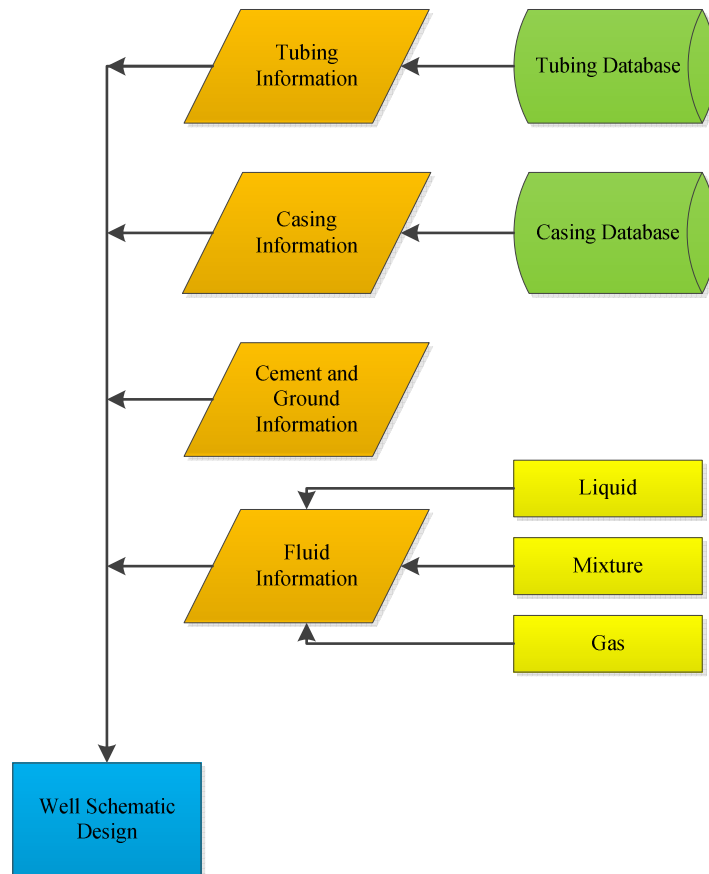 Tubing
Information
Tubing Database
Casing
Information
Casing Database
Cement and
Ground
Information
Liquid
Fluid
Information
Mixture
Gas
Well Schematic
Design